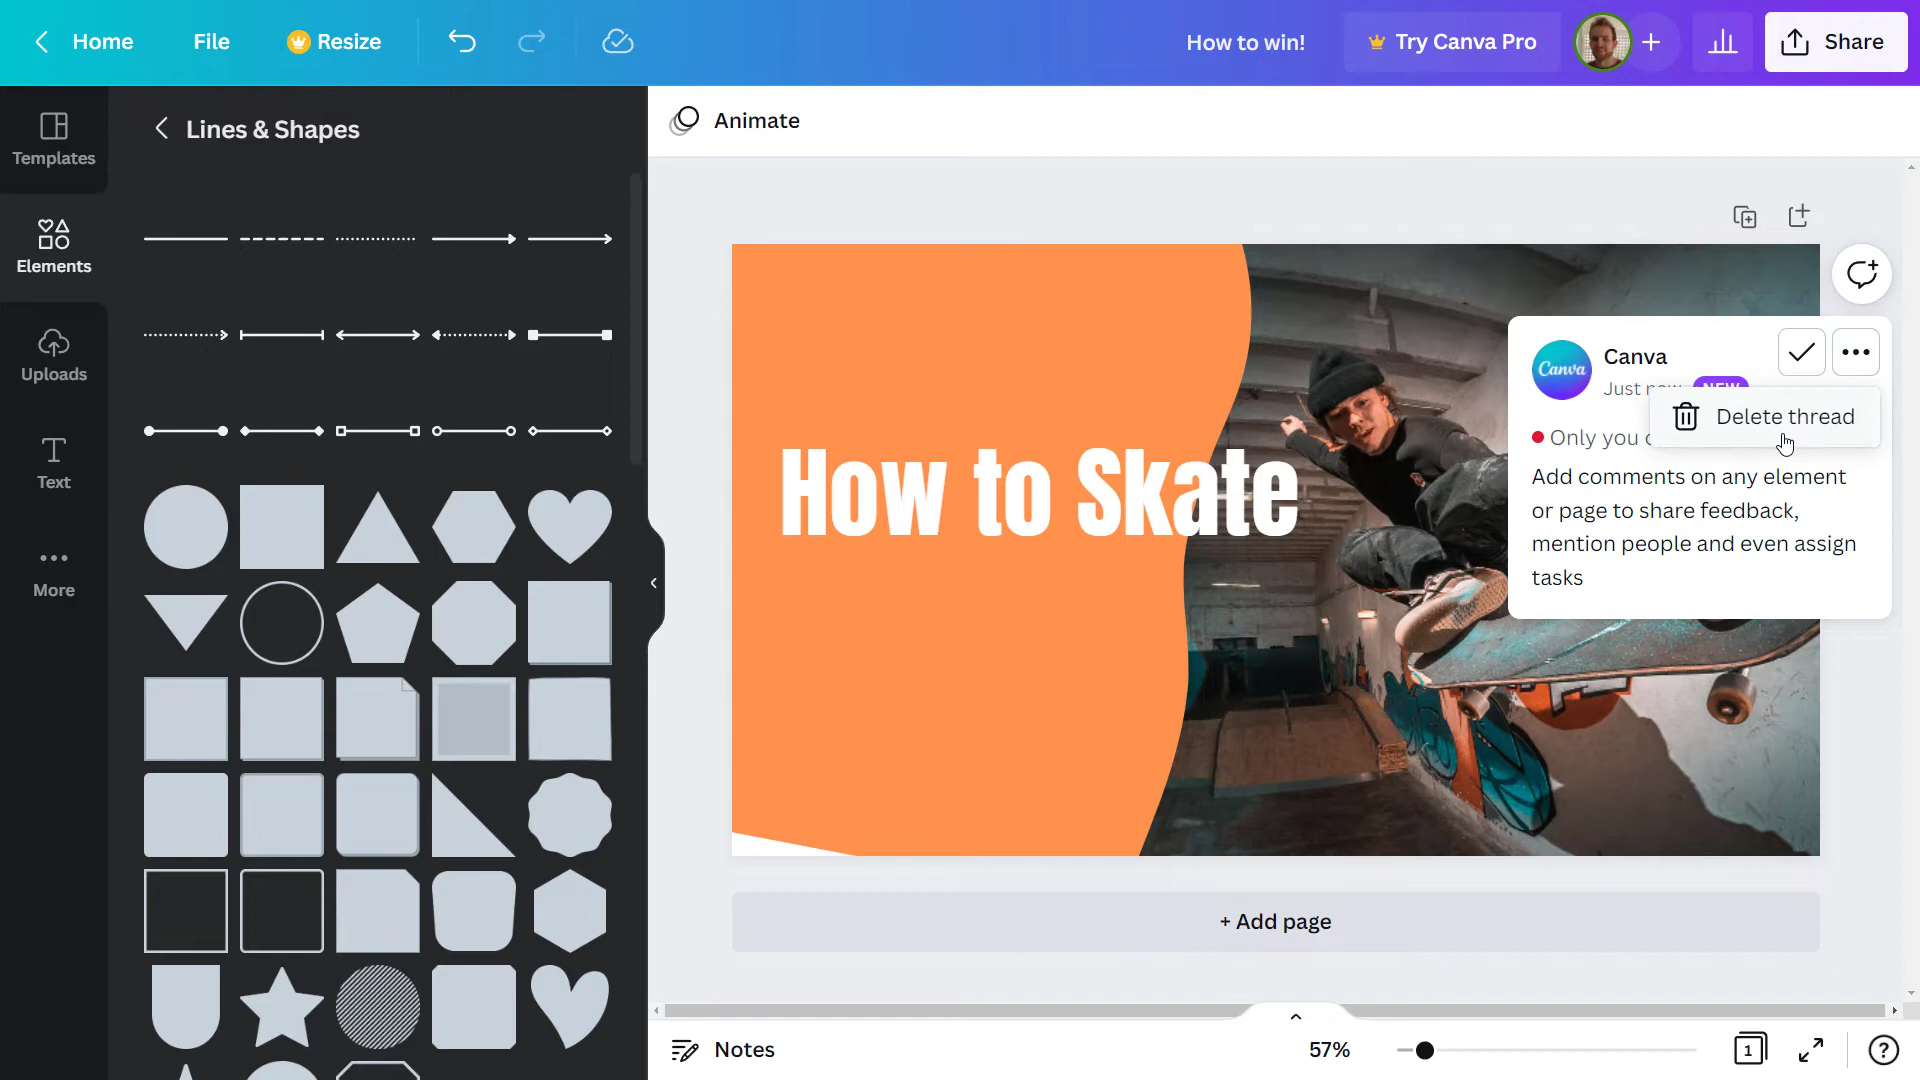 Home
File
Resize
How to win!
Try Canva Pro
Share
Templates
Elements
Uploads
Text
More
Lines & Shapes
Animate
How to Skate
Canva
Canva
Just now
NEW
Delete thread
Only you
Add comments on any element
or page to share feedback,
mention people and even assign
tasks
+ Add page
Notes
57%
1